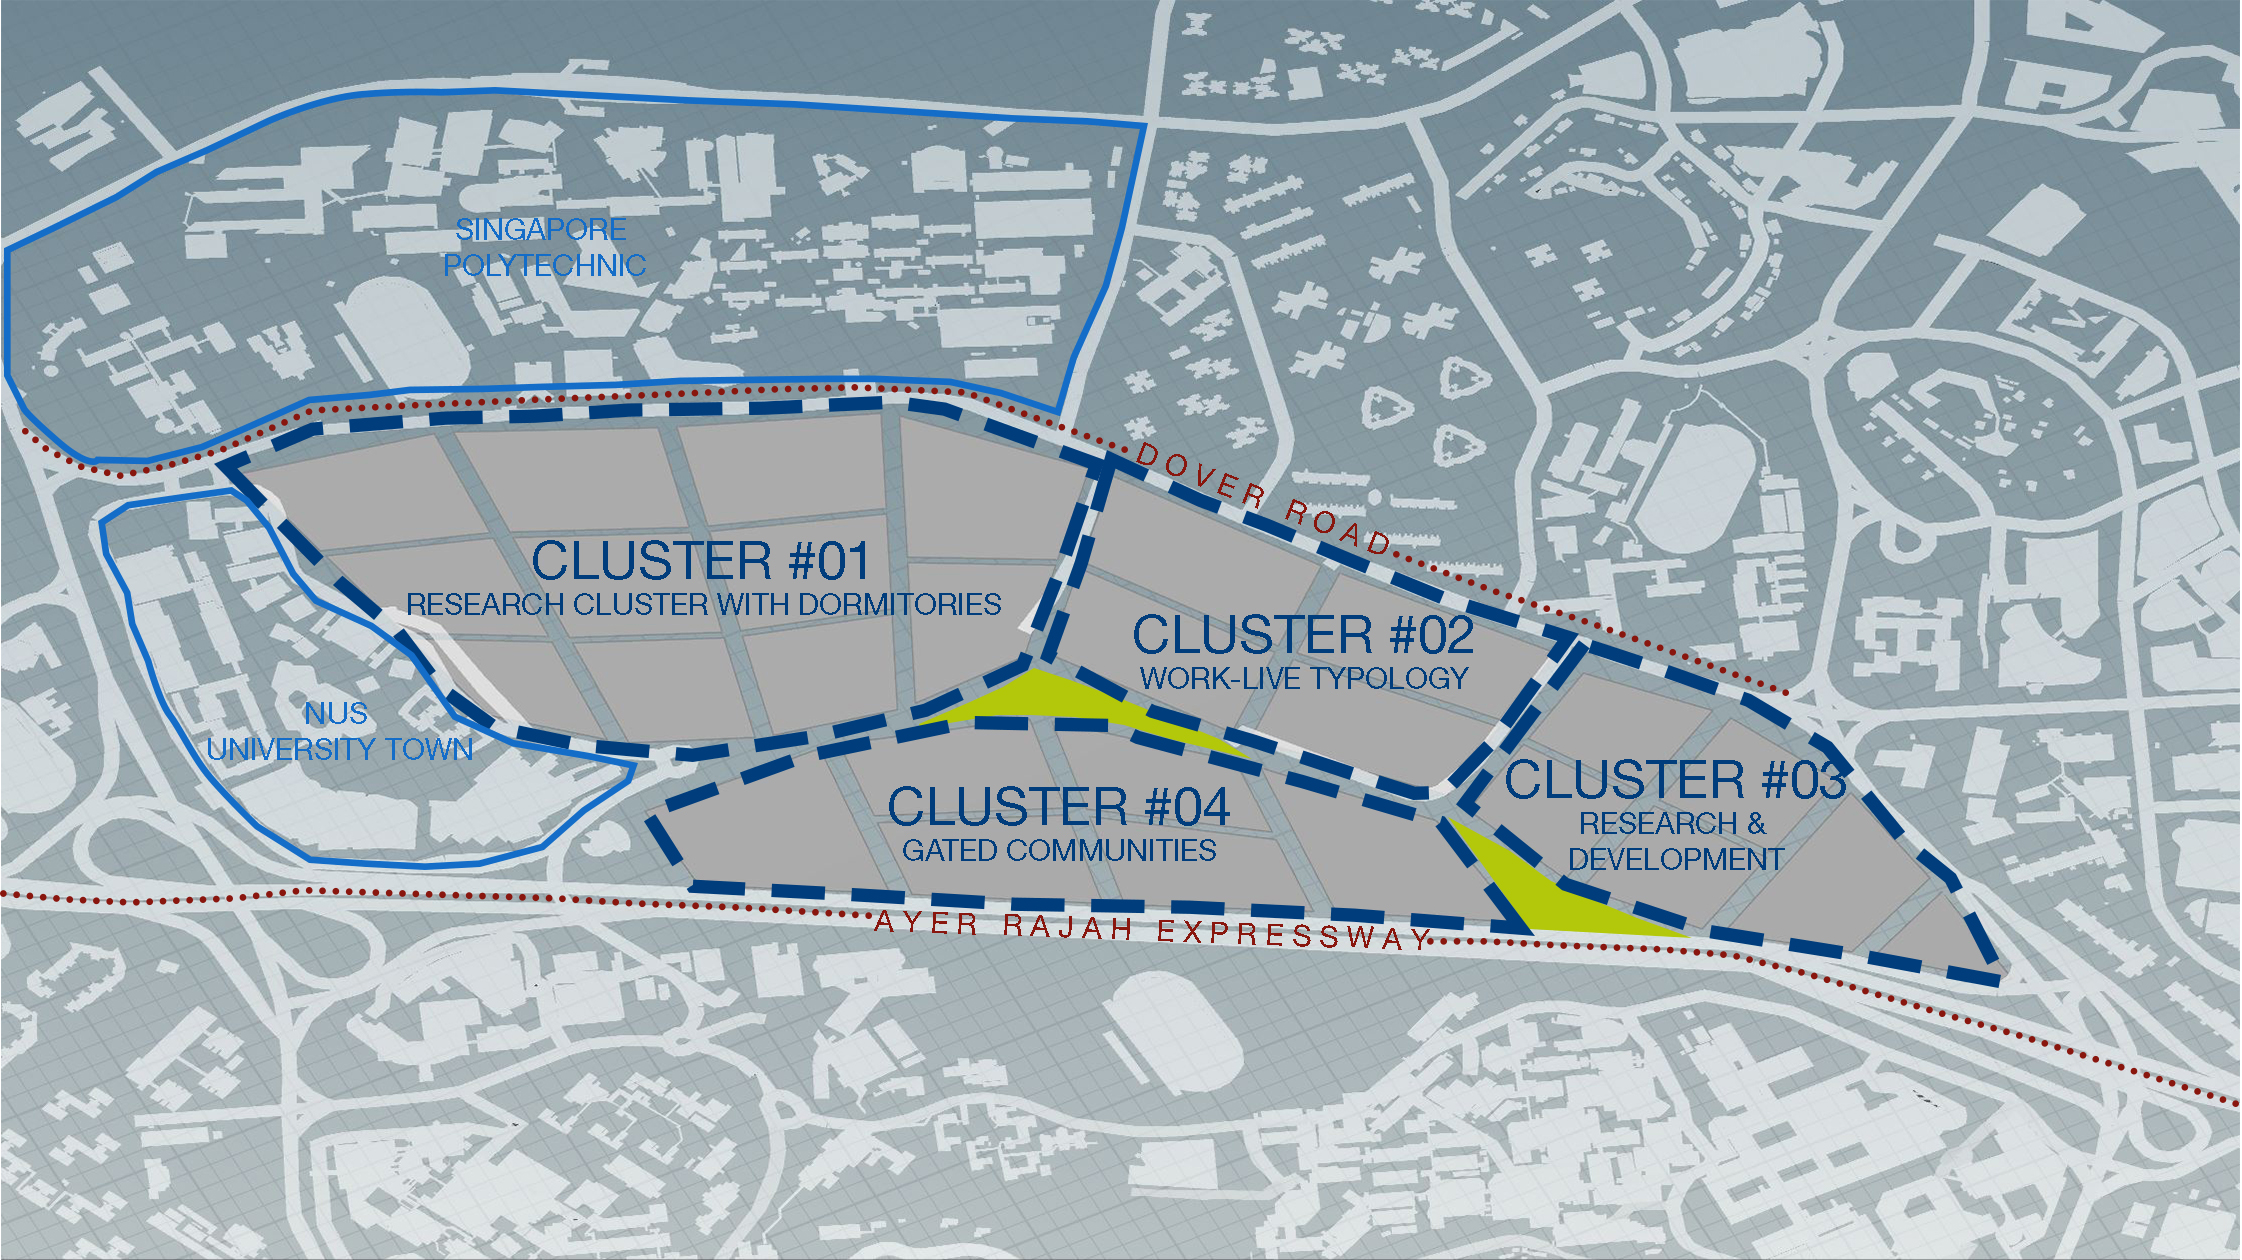 SINGAPORE
POLYTECHNIC
DOVER ROAD
CLUSTER #01
RESEARCH CLUSTER WITH DORMITORIES
CLUSTER #02
WORK-LIVE TYPOLOGY
NUS
UNIVERSITY TOWN
CLUSTER #03
RESEARCH &
DEVELOPMENT
CLUSTER #04
GATED COMMUNITIES
AYER RAJAH EXPRESSWAY